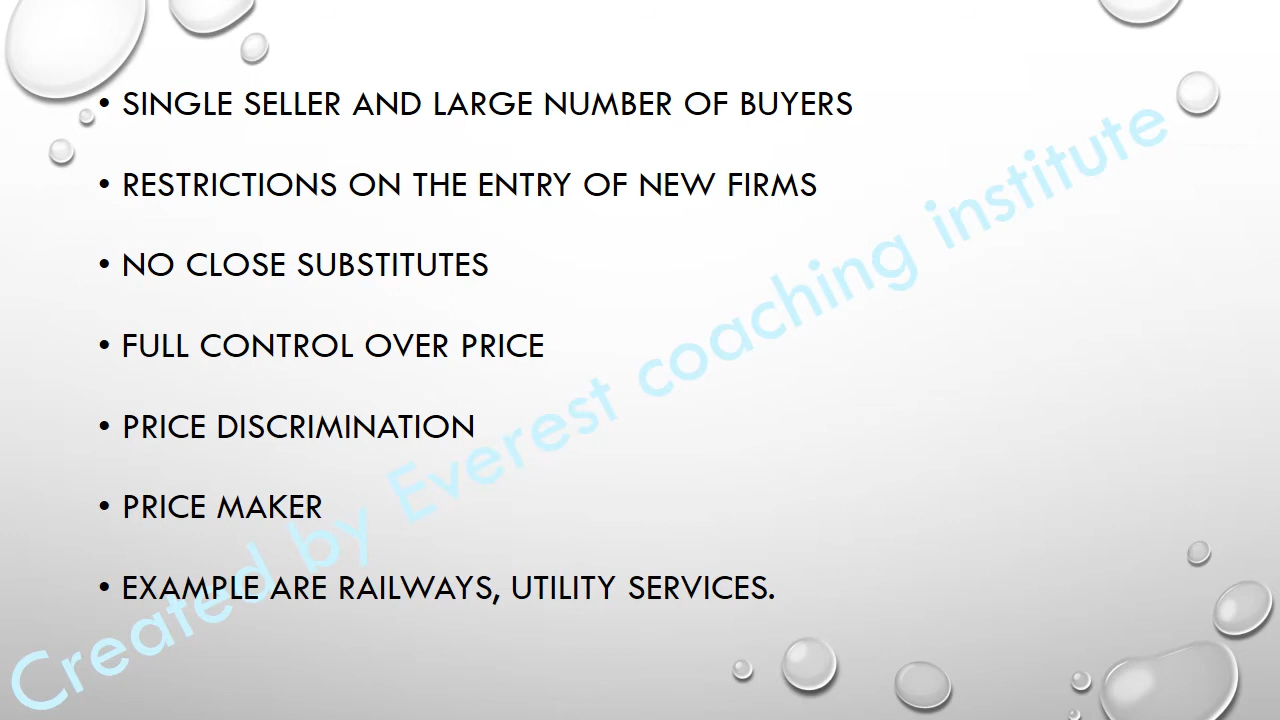 • SINGLE SELLER AND LARGE NUMBER OF BUYERS
• RESTRICTIONS ON THE ENTRY OF NEW FIRMS
• NO CLOSE SUBSTITUTES
• FULL CONTROL OVER PRICE
• PRICE DISCRIMINATION
• PRICE MAKER
• EXAMPLE ARE RAILWAYS, UTILITY SERVICES.
Created by Everest coaching institute